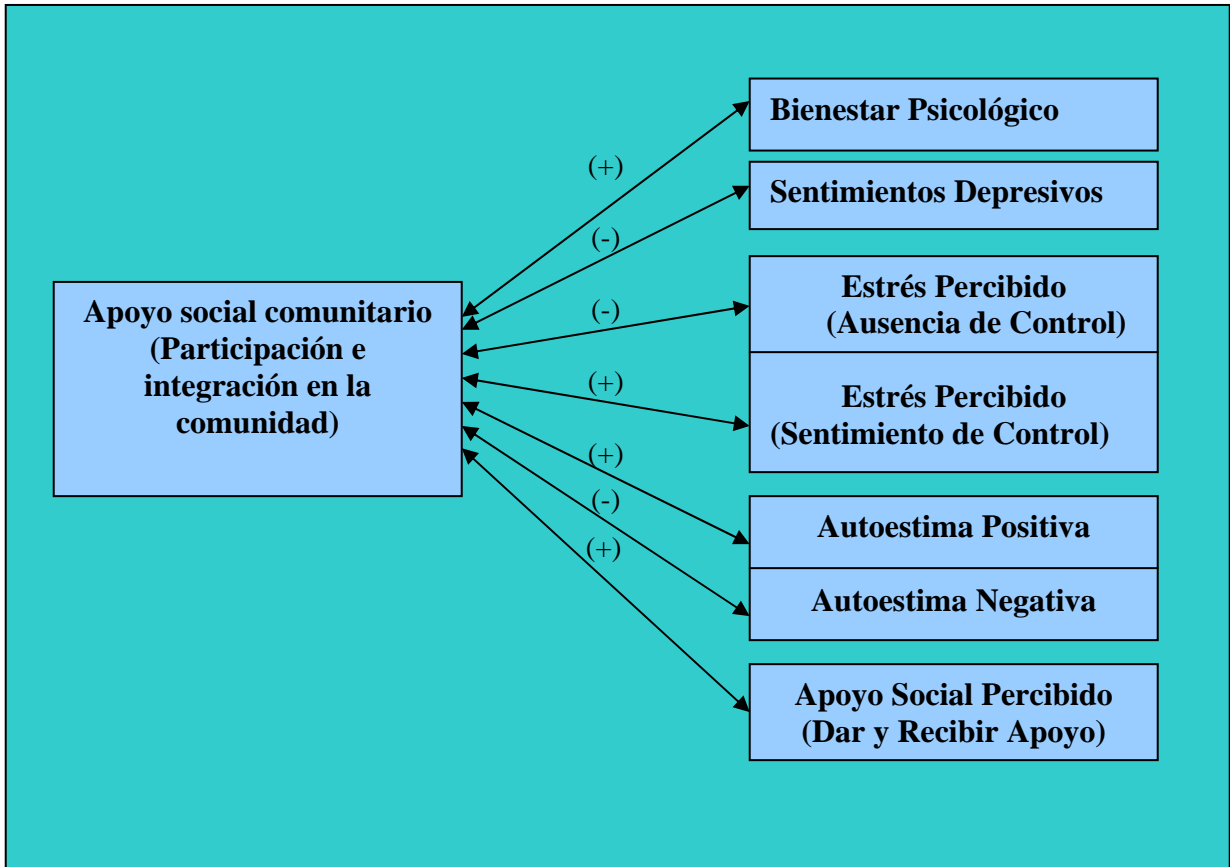 Bienestar Psicológico
(+)
Sentimientos Depresivos
(-)
Apoyo social comunitario
(Participación e
integración en la
comunidad)
Estrés Percibido
(Ausencia de Control)
(-)
Estrés Percibido
(Sentimiento de Control)
(+)
(+)
Autoestima Positiva
(-)
Autoestima Negativa
(+)
Apoyo Social Percibido
(Dar y Recibir Apoyo)